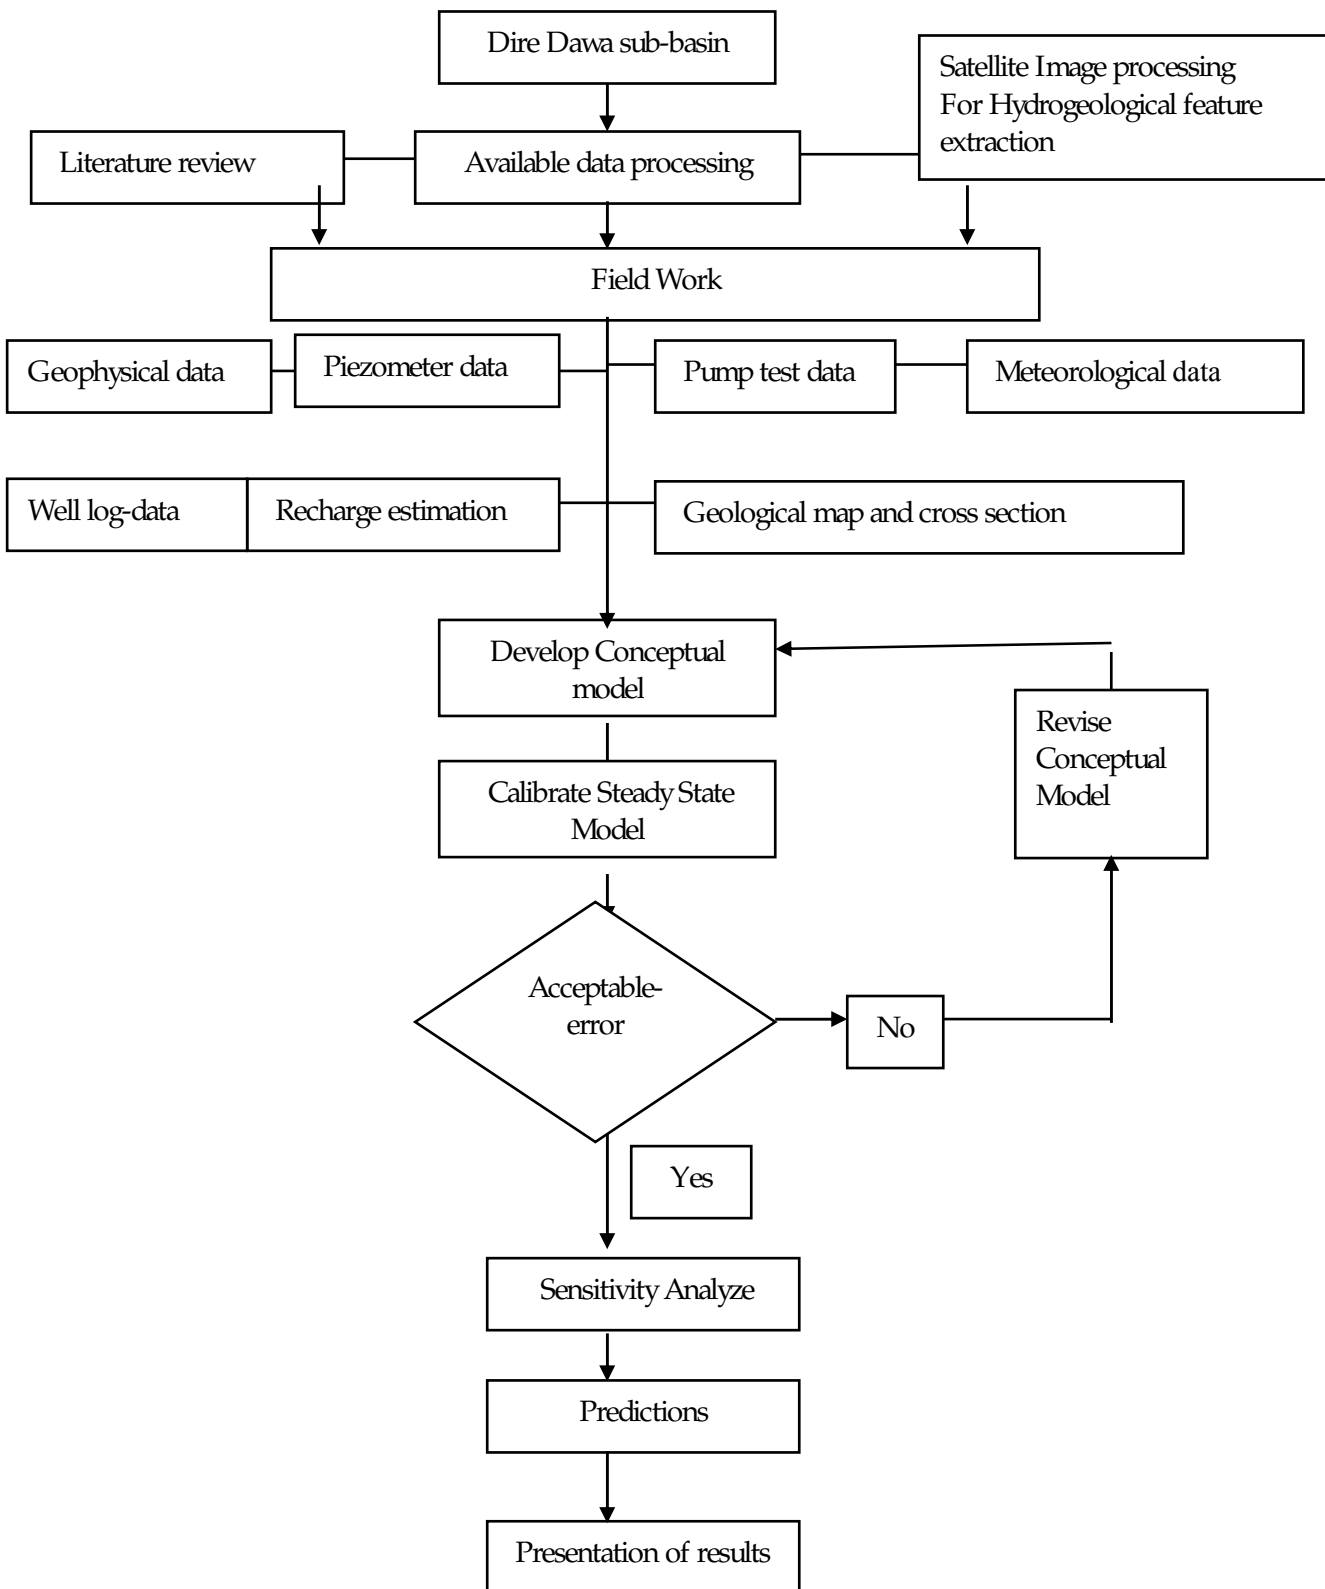 Dire Dawa sub-basin
Satellite Image processing
For Hydrogeological feature
extraction
Literature review
Available data processing
Field Work
Geophysical data
Piezometer data
Pump test data
Meteorological data
Well log-data
Recharge estimation
Geological map and cross section
Develop Conceptual
model
Revise
Conceptual
Model
Calibrate Steady State
Model
Acceptable-
error
No
Yes
Sensitivity Analyze
Predictions
Presentation of results